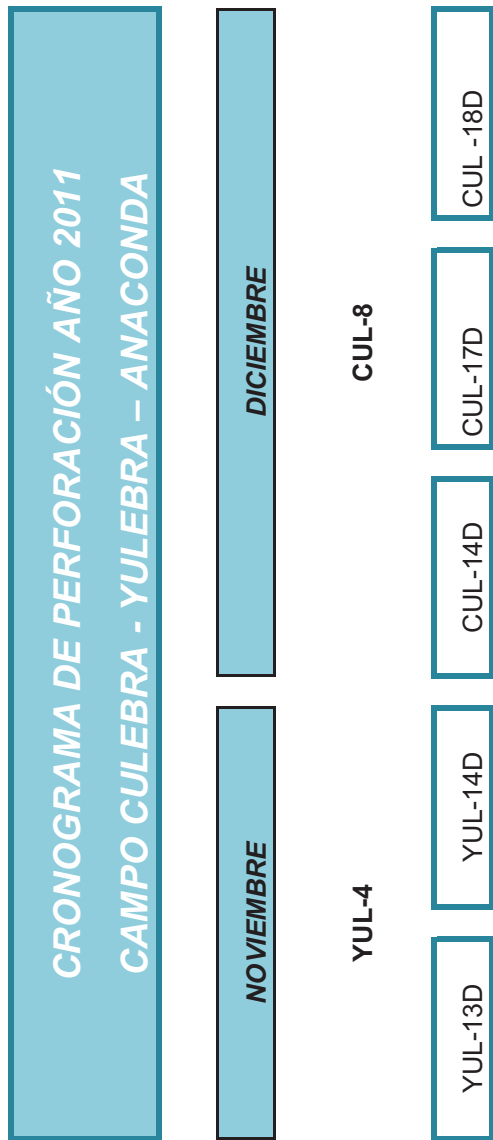 CRONOGRAMA DE PERFORACIÓN AÑO 2011
CAMPO CULEBRA - YULEBRA – ANACONDA
NOVIEMBRE
DICIEMBRE
YUL-4
CUL-8
YUL-13D
YUL-14D
CUL-14D
CUL-17D
CUL -18D